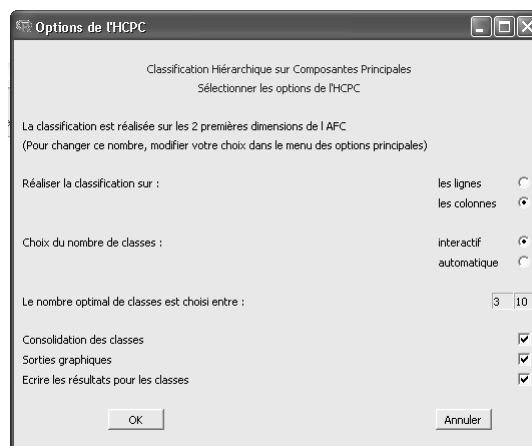 Options de l'HCPC
Classification Hiérarchique sur Composantes Principales
Sélectionner les options de l'HCPC
La classification est réalisée sur les 2 premières dimensions de l AFC
(Pour changer ce nombre, modifier votre choix dans le menu des options principales)
Réaliser la classification sur :
les lignes
les colonnes
Choix du nombre de classes :
interactif
automatique
Le nombre optimal de classes est choisi entre : 3 10
Consolidation des classes
Sorties graphiques
Ecrire les résultats pour les classes
OK Annuler